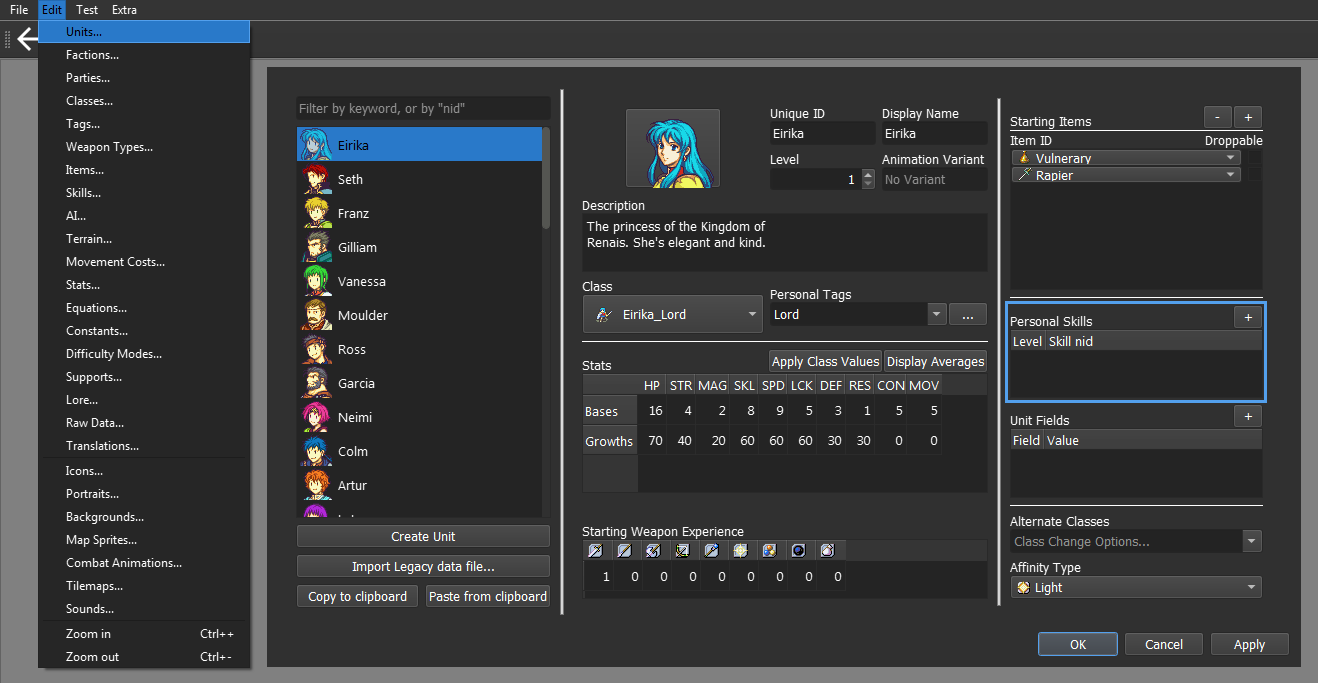 File Edit Test Extra
Units...
Factions...
Parties...
Classes...
Tags...
Weapon Types...
Items...
Skills...
AI...
Terrain...
Movement Costs...
Stats...
Equations...
Constants...
Difficulty Modes...
Supports...
Lore...
Raw Data...
Translations...
Icons...
Portraits...
Backgrounds...
Map Sprites...
Combat Animations...
Tilemaps...
Sounds...
Zoom in Ctrl++
Zoom out Ctrl+-
Filter by keyword, or by "nid"
Eirika
Seth
Franz
Gilliam
Vanessa
Moulder
Ross
Garcia
Neimi
Colm
Artur
Create Unit
Import Legacy data file...
Copy to clipboard Paste from clipboard
Unique ID Display Name
Eirika Eirika
Level Animation Variant
1 No Variant
Description
The princess of the Kingdom of
Renais. She's elegant and kind.
Class Personal Tags
Eirika_Lord Lord ...
Stats Apply Class Values Display Averages
HP STR MAG SKL SPD LCK DEF RES CON MOV
Bases 16 4 2 8 9 5 3 1 5 5
Growths 70 40 20 60 60 60 30 30 0 0
Starting Weapon Experience
1 0 0 0 0 0 0 0 0
Starting Items - +
Item ID Droppable
Vulnerary
Rapier
Personal Skills +
Level Skill nid
Unit Fields +
Field Value
Alternate Classes
Class Change Options...
Affinity Type
Light
OK Cancel Apply